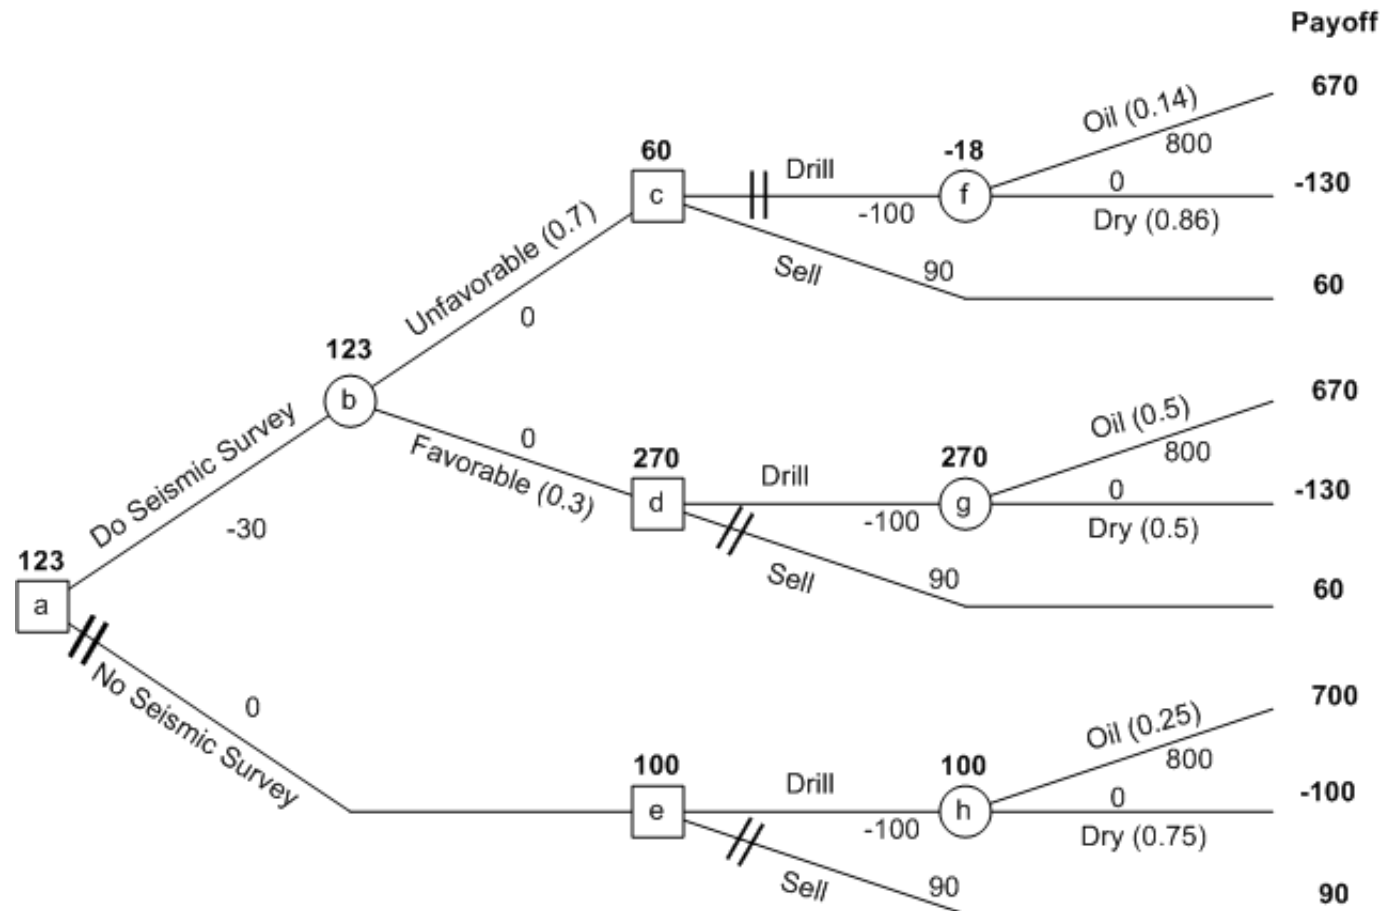 Payoff
670
Oil (0.14)
800
60
Drill
-18
c
f
0
-130
-100
Dry (0.86)
Unfavorable (0.7)
Sell
90
60
0
123
b
670
Do Seismic Survey
0
Favorable (0.3)
Oil (0.5)
800
270
Drill
270
d
g
0
-130
-100
Dry (0.5)
-30
Sell
90
60
123
a
No Seismic Survey
0
700
Oil (0.25)
800
100
Drill
100
e
h
0
-100
-100
Dry (0.75)
Sell
90
90